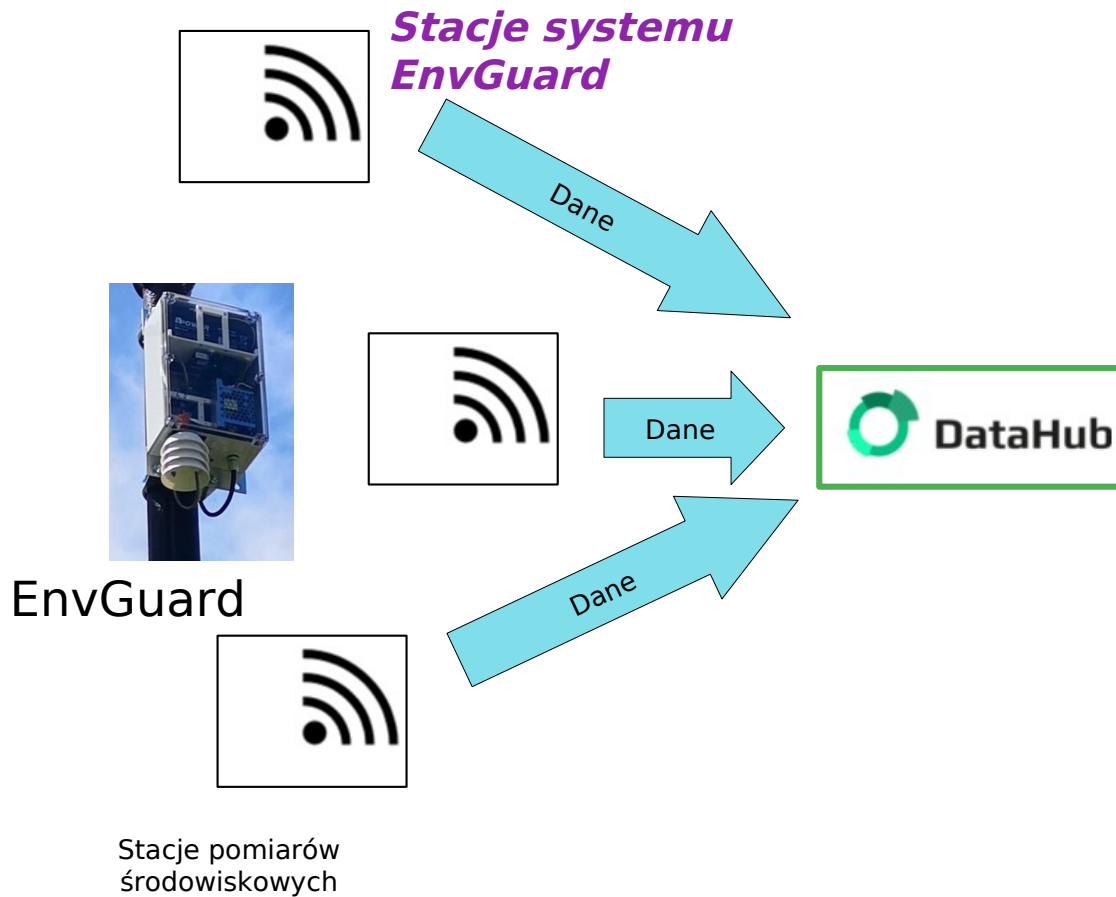 Stacje systemu
EnvGuard
Dane
Dane
DataHub
Dane
EnvGuard
Stacje pomiarów
środowiskowych